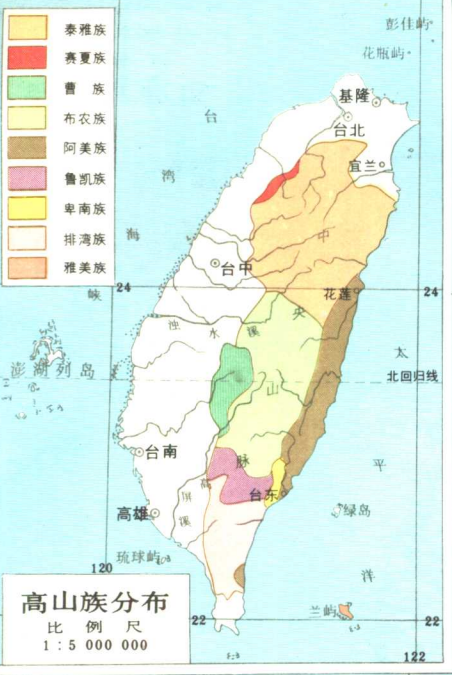 泰雅族
赛夏族
曹 族
布农族
阿美族
鲁凯族
卑南族
排湾族
雅美族
彭佳屿
花瓶屿
基隆
台北
宜兰
台
湾
海
峡
台中
中
央
山
脉
24
24
花莲
浊水溪
澎湖列岛
太
平
洋
北回归线
台南
高
屏
溪
台东
绿岛
高雄
琉球屿
120
兰屿
22
22
122
高山族分布
比 例 尺
1:5 000 000